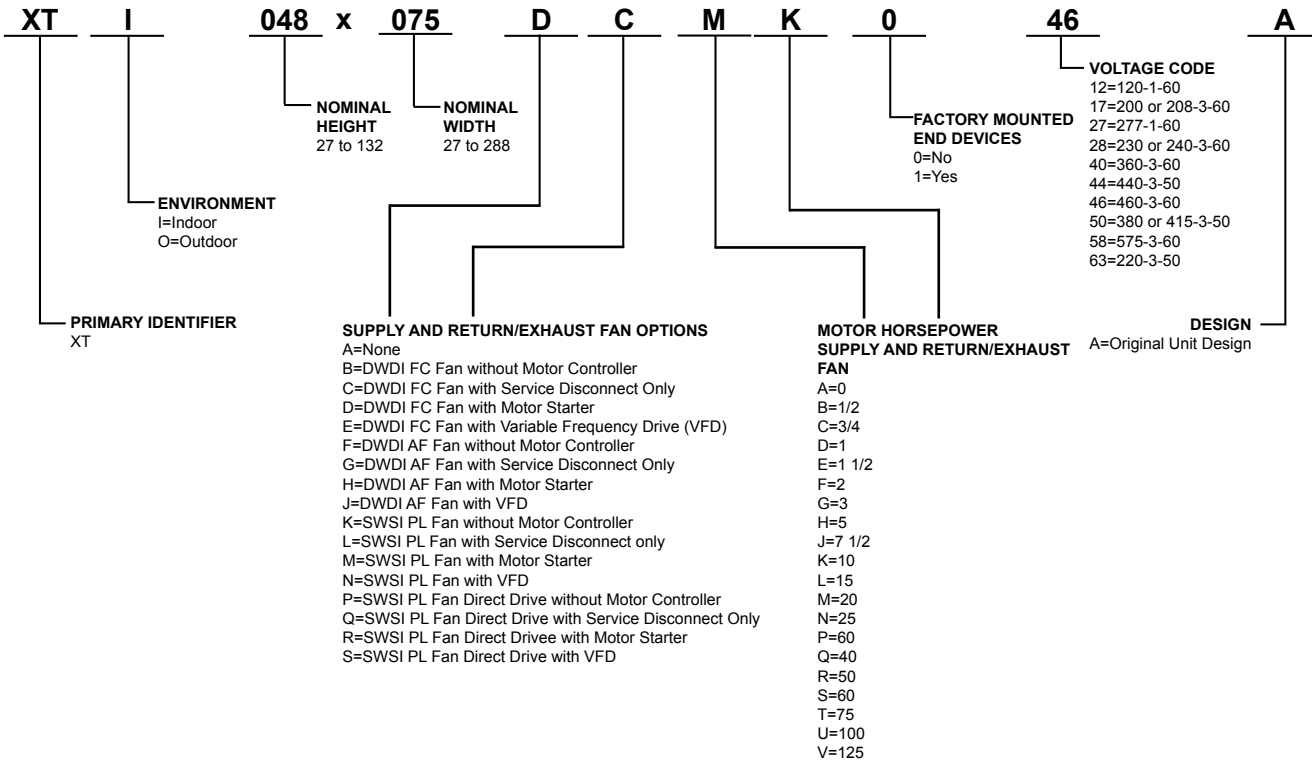 XT I 048 x 075 D C M K 0 46 A
NOMINAL
HEIGHT
27 to 132
NOMINAL
WIDTH
27 to 288
FACTORY MOUNTED
END DEVICES
0=No
1=Yes
VOLTAGE CODE
12=120-1-60
17=200 or 208-3-60
27=277-1-60
28=230 or 240-3-60
40=360-3-60
44=440-3-50
46=460-3-60
50=380 or 415-3-50
58=575-3-60
63=220-3-50
ENVIRONMENT
I=Indoor
O=Outdoor
PRIMARY IDENTIFIER
XT
SUPPLY AND RETURN/EXHAUST FAN OPTIONS
A=None
B=DWDI FC Fan without Motor Controller
C=DWDI FC Fan with Service Disconnect Only
D=DWDI FC Fan with Motor Starter
E=DWDI FC Fan with Variable Frequency Drive (VFD)
F=DWDI AF Fan without Motor Controller
G=DWDI AF Fan with Service Disconnect Only
H=DWDI AF Fan with Motor Starter
J=DWDI AF Fan with VFD
K=SWSI PL Fan without Motor Controller
L=SWSI PL Fan with Service Disconnect only
M=SWSI PL Fan with Motor Starter
N=SWSI PL Fan with VFD
P=SWSI PL Fan Direct Drive without Motor Controller
Q=SWSI PL Fan Direct Drive with Service Disconnect Only
R=SWSI PL Fan Direct Drivee with Motor Starter
S=SWSI PL Fan Direct Drive with VFD
MOTOR HORSEPOWER
SUPPLY AND RETURN/EXHAUST
FAN
A=0
B=1/2
C=3/4
D=1
E=1 1/2
F=2
G=3
H=5
J=7 1/2
K=10
L=15
M=20
N=25
P=60
Q=40
R=50
S=60
T=75
U=100
V=125
DESIGN
A=Original Unit Design